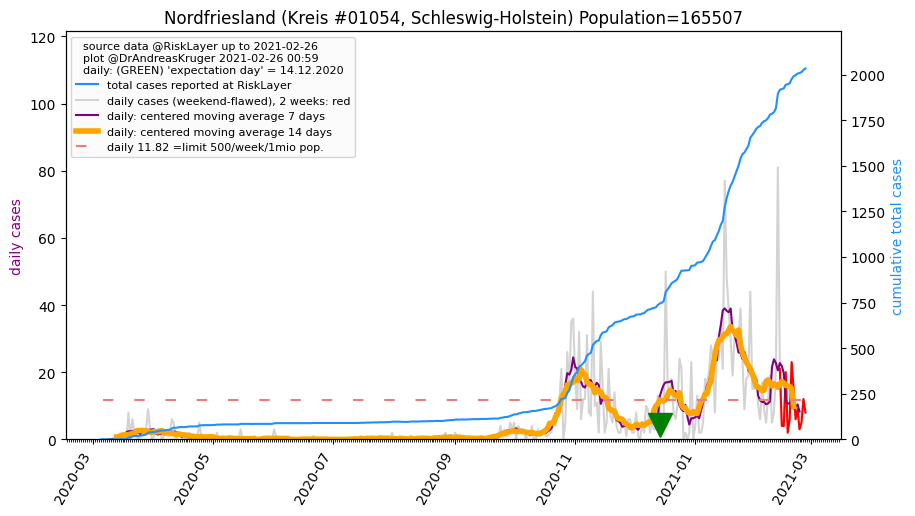 Nordfriesland (Kreis #01054, Schleswig-Holstein) Population=165507
source data @RiskLayer up to 2021-02-26
plot @DrAndreasKruger 2021-02-26 00:59
daily: (GREEN) 'expectation day' = 14.12.2020
total cases reported at RiskLayer
daily cases (weekend-flawed), 2 weeks: red
daily: centered moving average 7 days
daily: centered moving average 14 days
daily 11.82 =limit 500/week/1mio pop.
daily cases
120
100
80
60
40
20
0
2000
1750
1500
1250
1000
750
500
250
0
cumulative total cases
2020-03
2020-05
2020-07
2020-09
2020-11
2021-01
2021-03